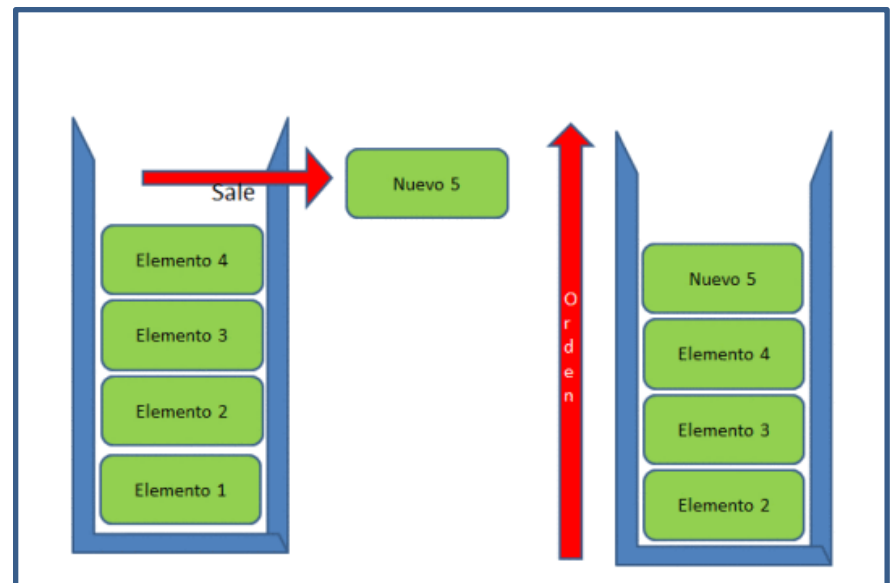 Sale
Nuevo 5
Elemento 4
Elemento 3
Elemento 2
Elemento 1
Orden
Nuevo 5
Elemento 4
Elemento 3
Elemento 2